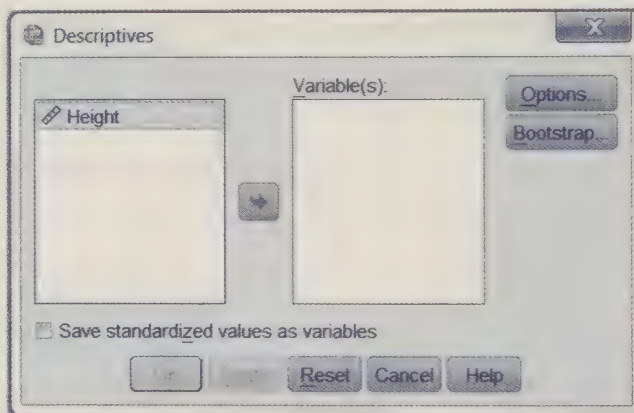 Descriptives
Variable(s):
Height
Options...
Bootstrap...
Save standardized values as variables
Reset
Cancel
Help